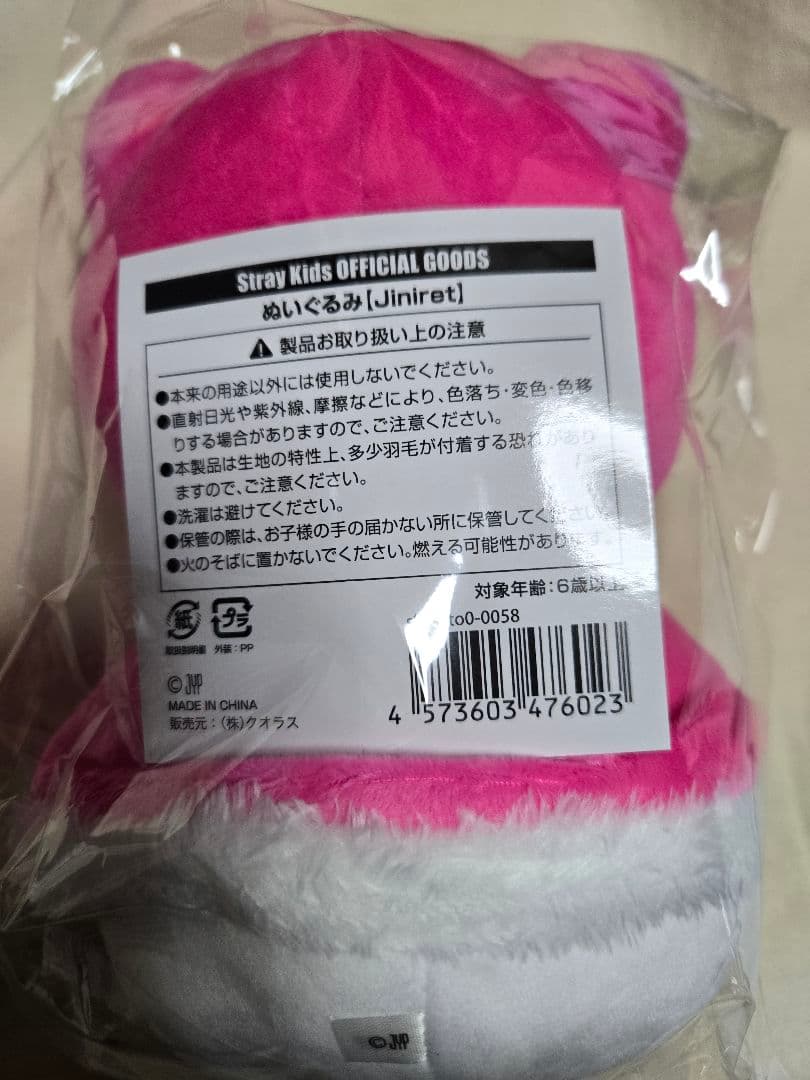 Stray Kids OFFICIAL GOODS
ぬいぐるみ【Jiniret】
製品お取り扱い上の注意
●本来の用途以外には使用しないでください。
●直射日光や紫外線、摩擦などにより、色落ち・変色・色移
りする場合がありますので、ご注意ください。
●本製品は生地の特性上、多少羽毛が付着する恐れがあり
ますので、ご注意ください。
●洗濯は避けてください。
●保管の際は、お子様の手の届かない所に保管してください。
●火のそばに置かないでください。燃える可能性があります。
対象年齢：6歳以上
to0-0058
紙
プラ
取扱説明書 外装：PP
4 573603 476023
© JYP
MADE IN CHINA
販売元：（株）クオラス
© JYP